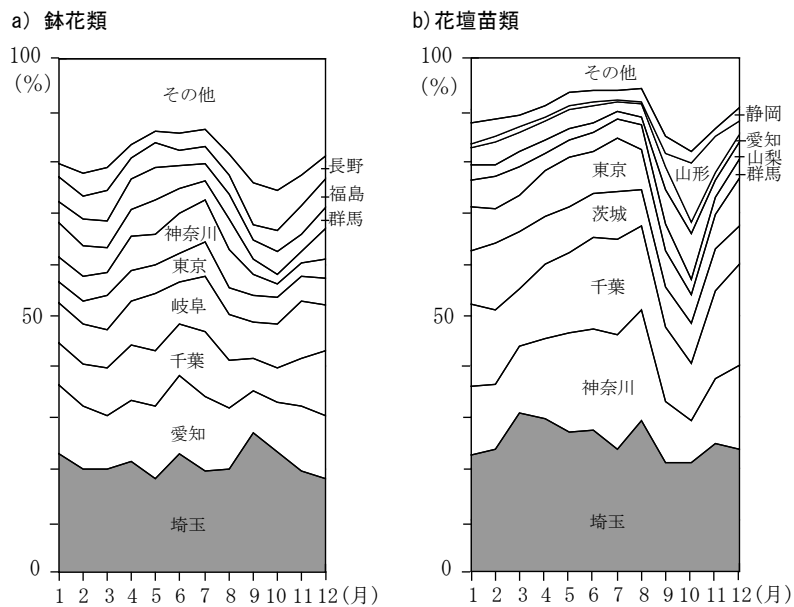 a) 鉢花類
100
(%)
50
0
その他
長野
福島
群馬
神奈川
東京
岐阜
千葉
愛知
埼玉
1 2 3 4 5 6 7 8 9 10 11 12(月)
b)花壇苗類
100
(%)
50
0
その他
静岡
愛知
山梨
群馬
山形
東京
茨城
千葉
神奈川
埼玉
1 2 3 4 5 6 7 8 9 10 11 12(月)